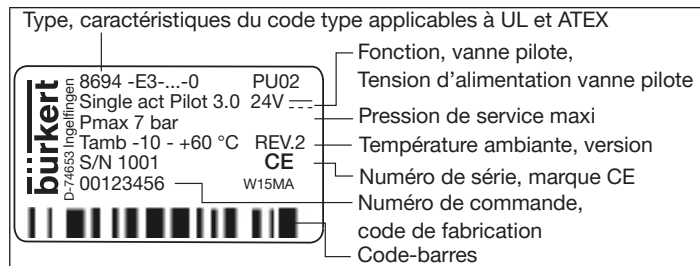 Type, caractéristiques du code type applicables à UL et ATEX
bürkert
D-74653 Ingelfingen
8694 -E3-...-0 PU02
Single act Pilot 3.0 24V
Pmax 7 bar
Tamb -10 - +60 °C REV.2
S/N 1001 CE
00123456 W15MA
Fonction, vanne pilote,
Tension d’alimentation vanne pilote
Pression de service maxi
Température ambiante, version
Numéro de série, marque CE
Numéro de commande,
code de fabrication
Code-barres